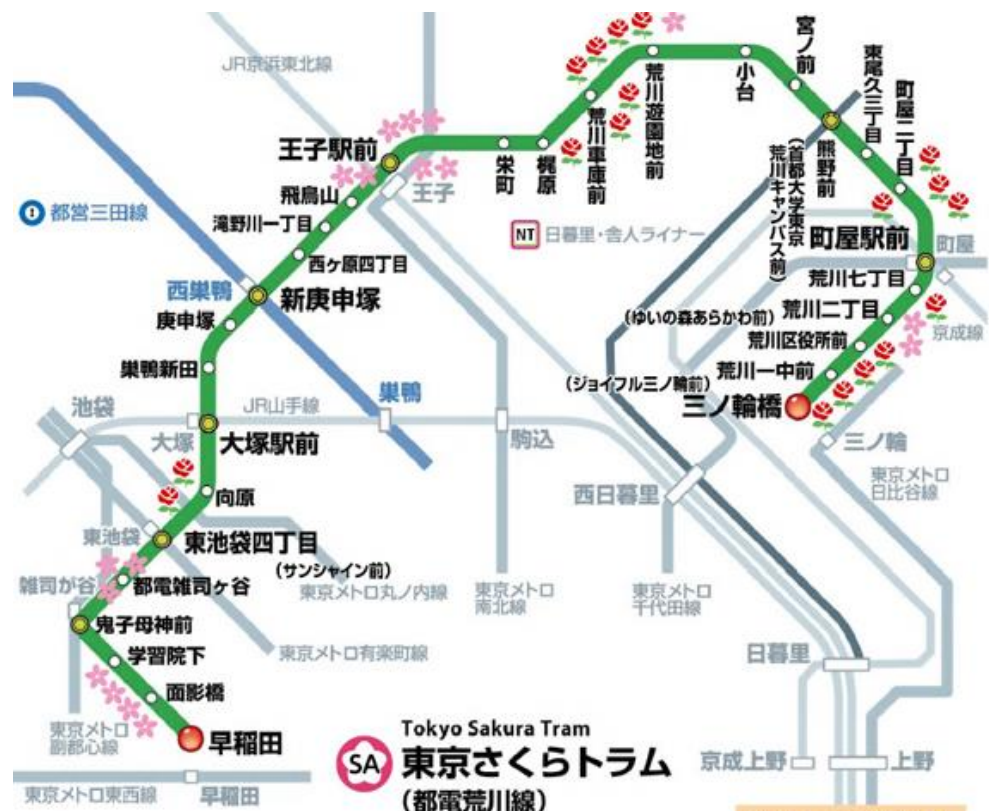 JR京浜東北線
王子駅前
飛鳥山
滝野川一丁目
西ヶ原四丁目
都営三田線
西巣鴨
新庚申塚
庚申塚
巣鴨新田
JR山手線
巣鴨
池袋
大塚
大塚駅前
向原
東池袋
東池袋四丁目
(サンシャイン前)
雑司が谷
都電雑司ヶ谷
東京メトロ丸ノ内線
鬼子母神前
学習院下
東京メトロ有楽町線
面影橋
東京メトロ
副都心線
早稲田
東京メトロ東西線
早稲田
王子
栄町
梶原
荒川車庫前
荒川遊園地前
小台
宮ノ前
熊野前
(首都大学東京
荒川キャンパス前)
東尾久三丁目
町屋二丁目
町屋駅前
町屋
荒川七丁目
荒川二丁目
(ゆいの森あらかわ前)
京成線
荒川区役所前
荒川一中前
(ジョイフル三ノ輪前)
三ノ輪橋
三ノ輪
東京メトロ
日比谷線
NT 日暮里・舎人ライナー
駒込
西日暮里
東京メトロ
南北線
東京メトロ
千代田線
日暮里
京成上野
上野
Tokyo Sakura Tram
SA 東京さくらトラム
(都電荒川線)